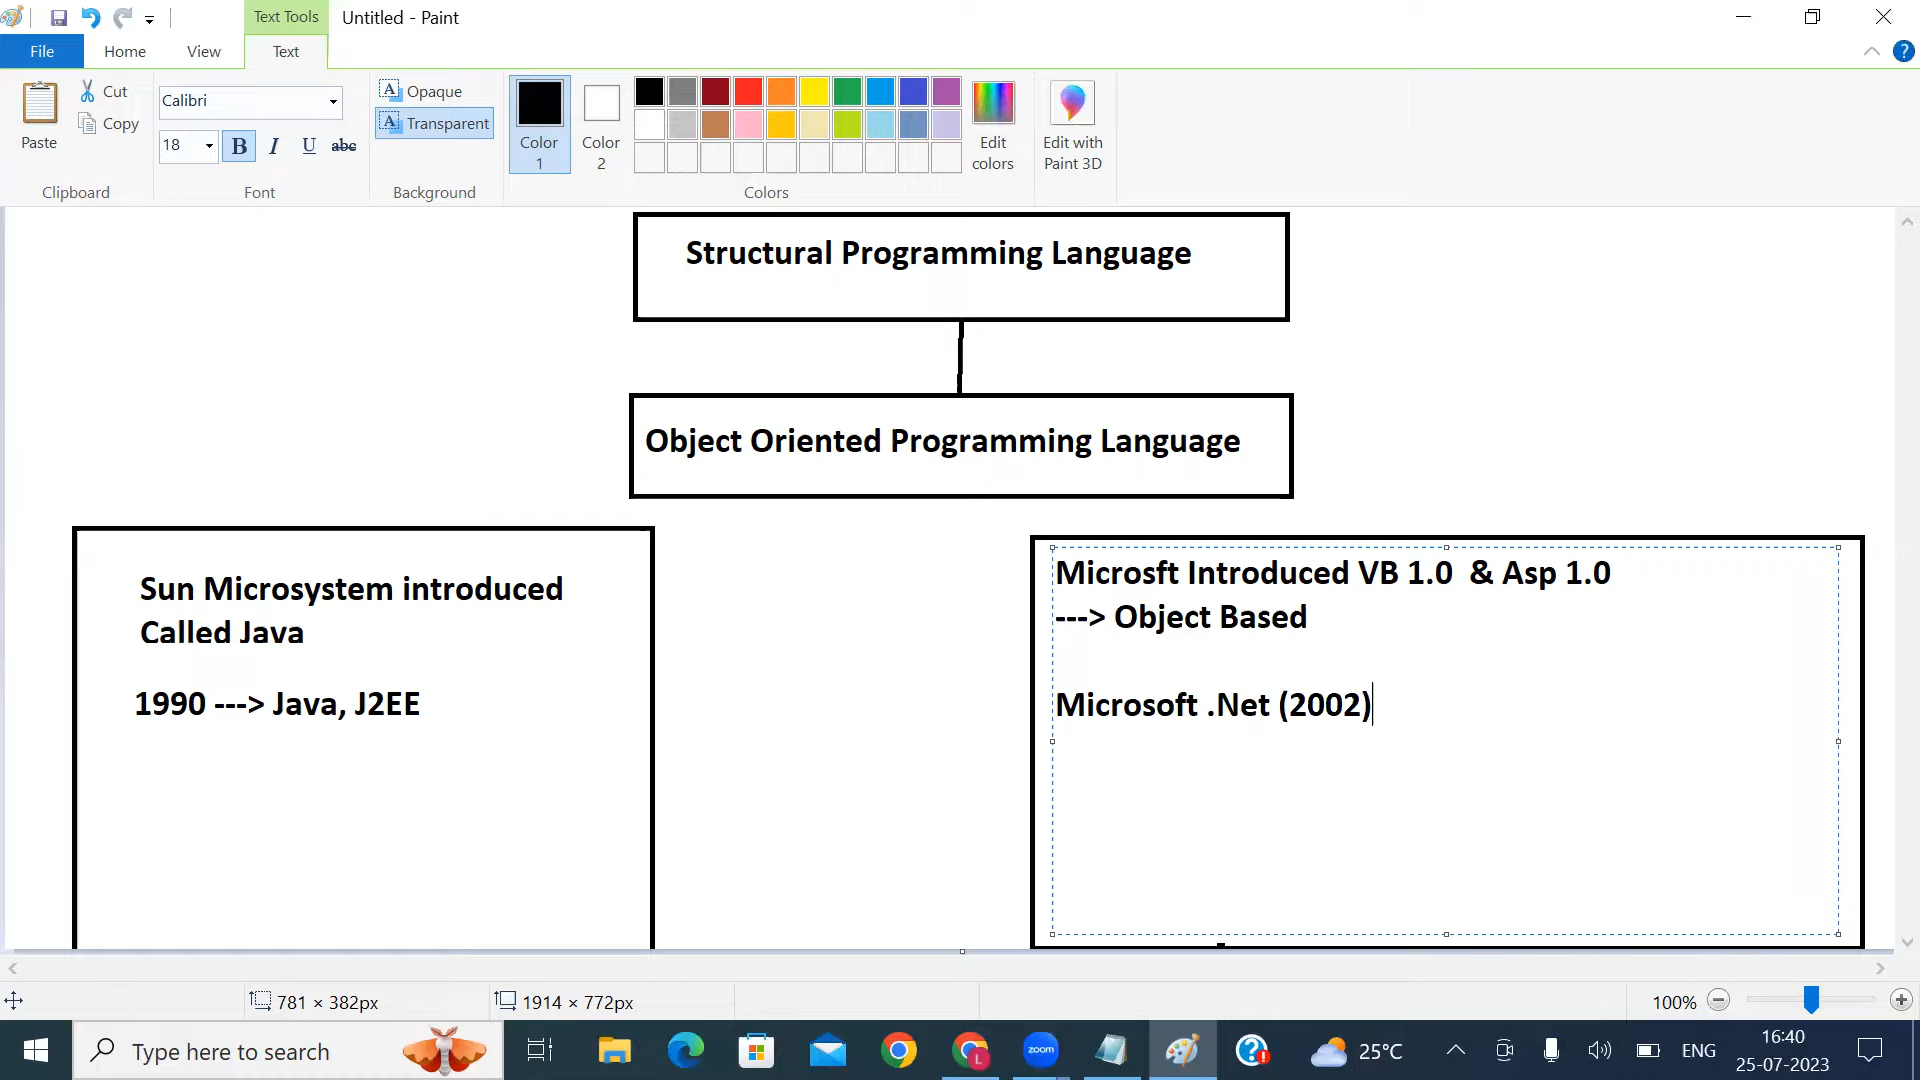 Text Tools
Untitled - Paint
File
Home
View
Text
Paste
Cut
Copy
Clipboard
Calibri
18
B
I
U
abc
Font
A Opaque
A Transparent
Background
Color
1
Color
2
Colors
Edit
colors
Edit with
Paint 3D
Structural Programming Language
Object Oriented Programming Language
Sun Microsystem introduced
Called Java
1990 ---> Java, J2EE
Microsft Introduced VB 1.0 & Asp 1.0
---> Object Based
Microsoft .Net (2002)
781 × 382px
1914 × 772px
100%
Type here to search
zoom
L
25°C
ENG
16:40
25-07-2023